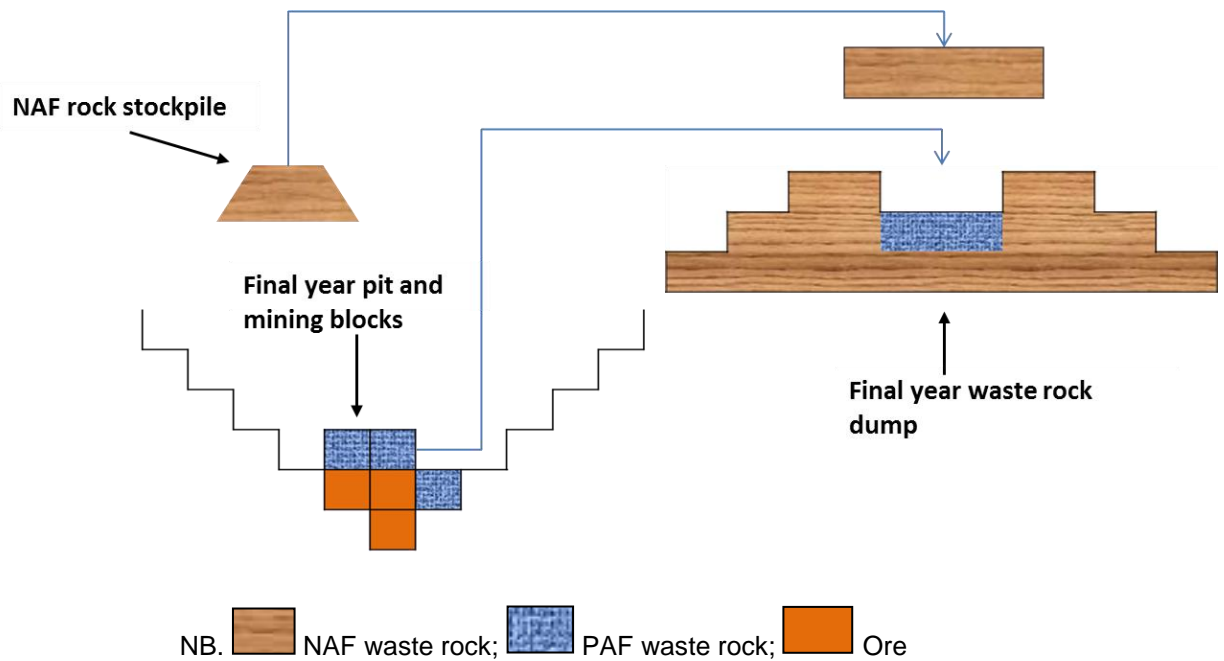 NAF rock stockpile
Final year pit and
mining blocks
Final year waste rock
dump
NB. NAF waste rock; PAF waste rock; Ore